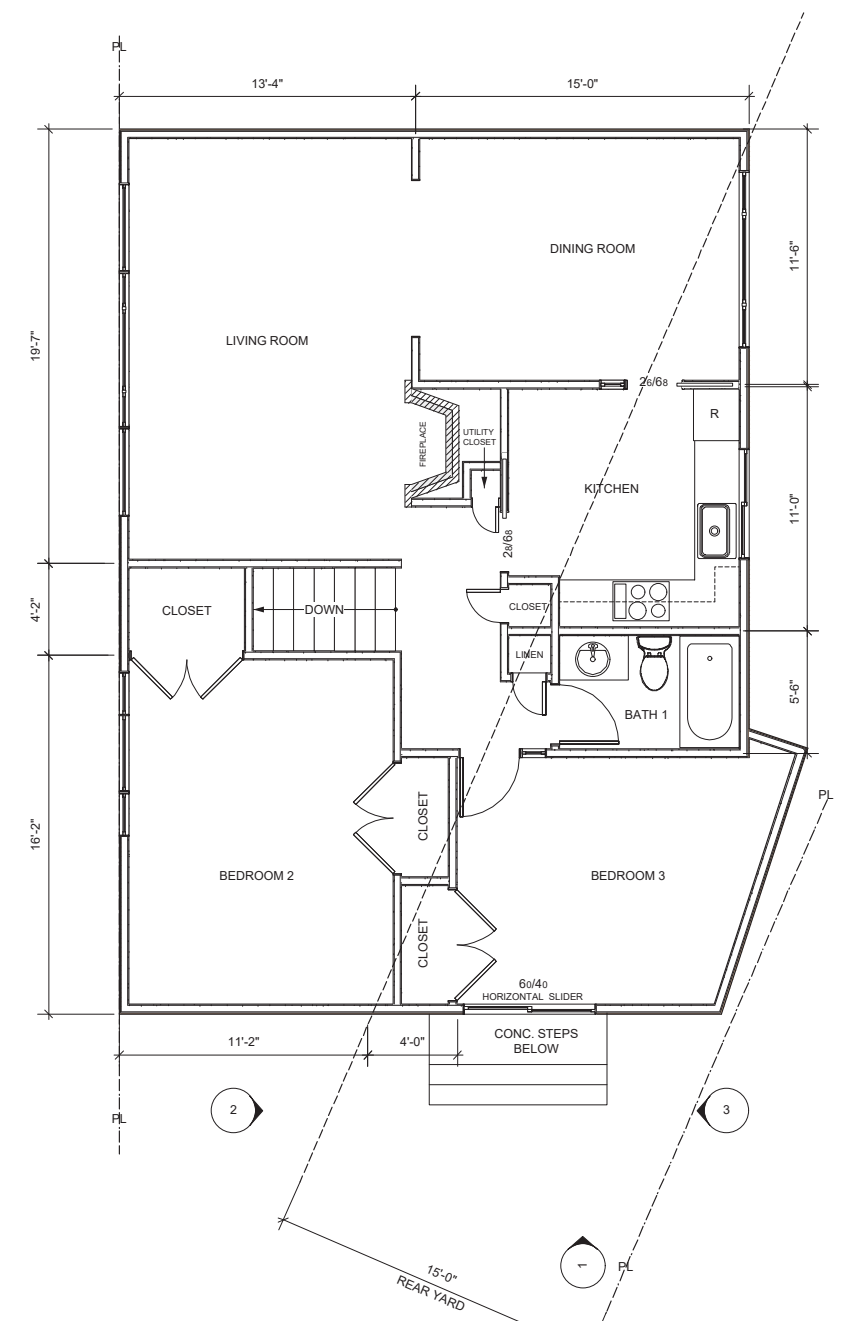 PL
13'-4"
15'-0"
DINING ROOM
11'-6"
LIVING ROOM
19'-7"
26/68
R
FIREPLACE
UTILITY
CLOSET
KITCHEN
11'-0"
28/68
4'-2"
CLOSET
DOWN
CLOSET
LINEN
BATH 1
5'-6"
PL
CLOSET
16'-2"
BEDROOM 2
BEDROOM 3
CLOSET
60/40
HORIZONTAL SLIDER
CONC. STEPS
BELOW
11'-2"
4'-0"
2
3
PL
1
PL
15'-0"
REAR YARD